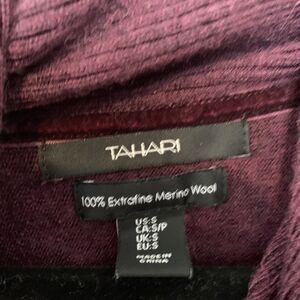 TAHARI
100% Extrafine Merino Wool
US:S
CA:S/P
UK:S
EU:S
MADE IN
CHINA